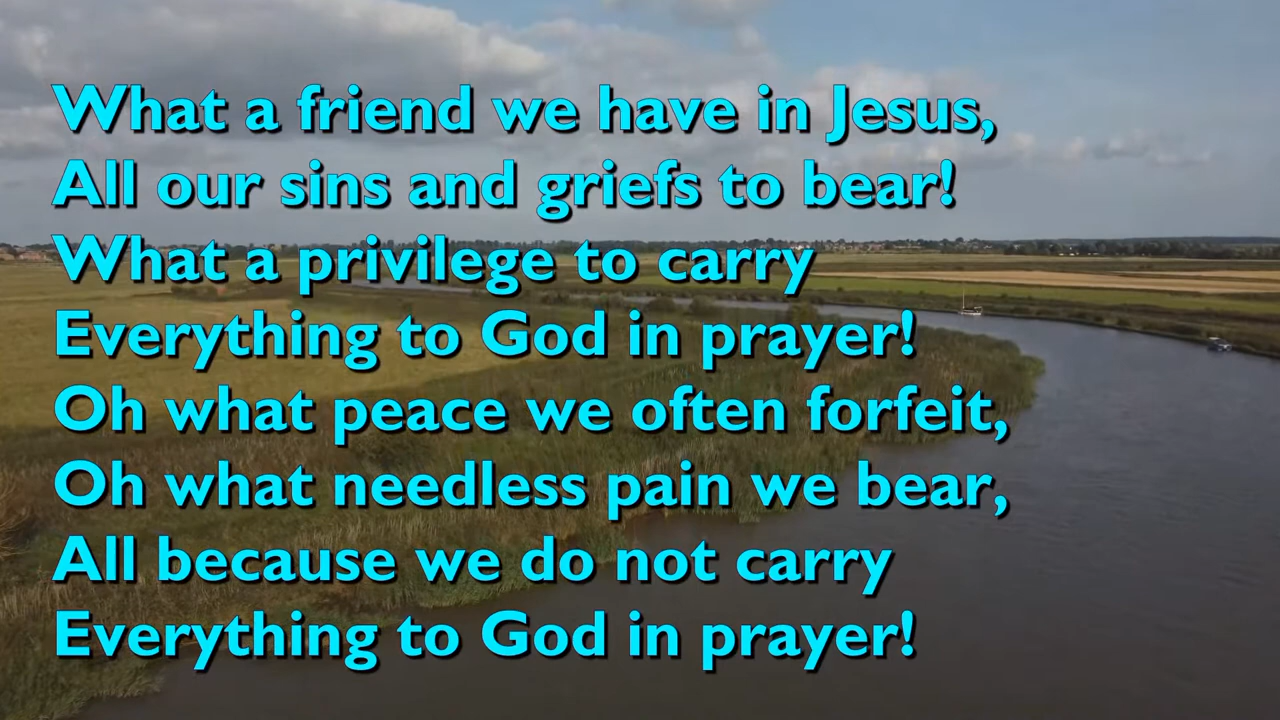 What a friend we have in Jesus,
All our sins and griefs to bear!
What a privilege to carry
Everything to God in prayer!
Oh what peace we often forfeit,
Oh what needless pain we bear,
All because we do not carry
Everything to God in prayer!